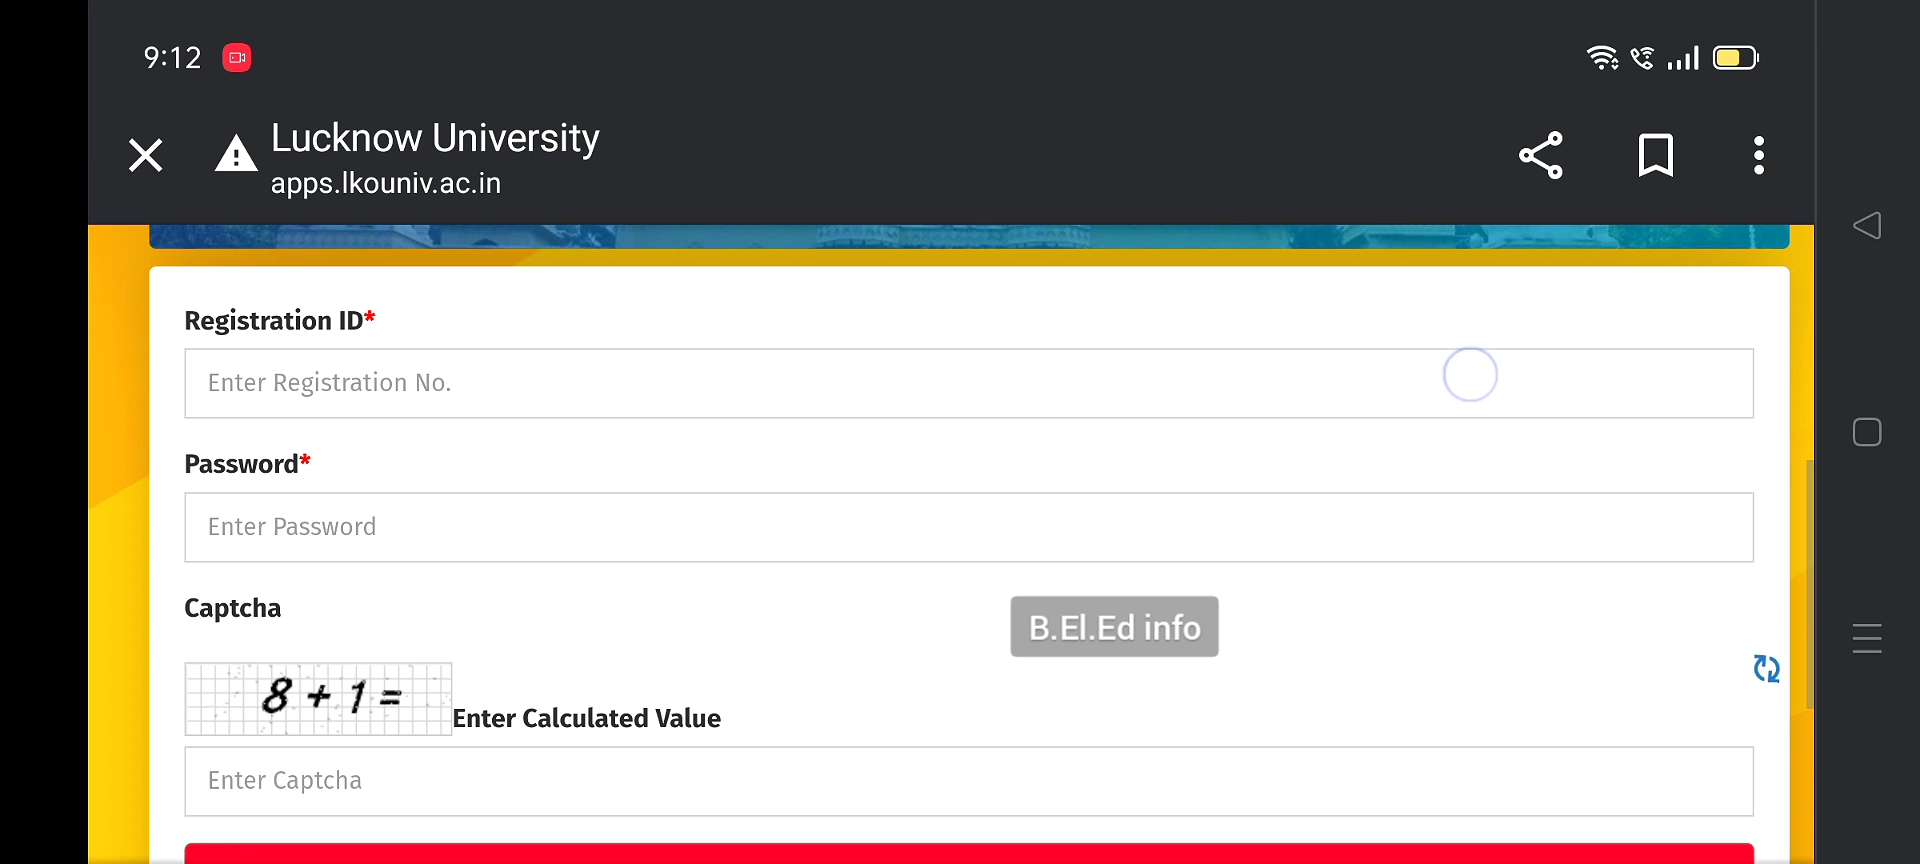 9:12
Lucknow University
apps.lkouniv.ac.in
Registration ID*
Enter Registration No.
Password*
Enter Password
Captcha
B.El.Ed info
8 + 1 =
Enter Calculated Value
Enter Captcha